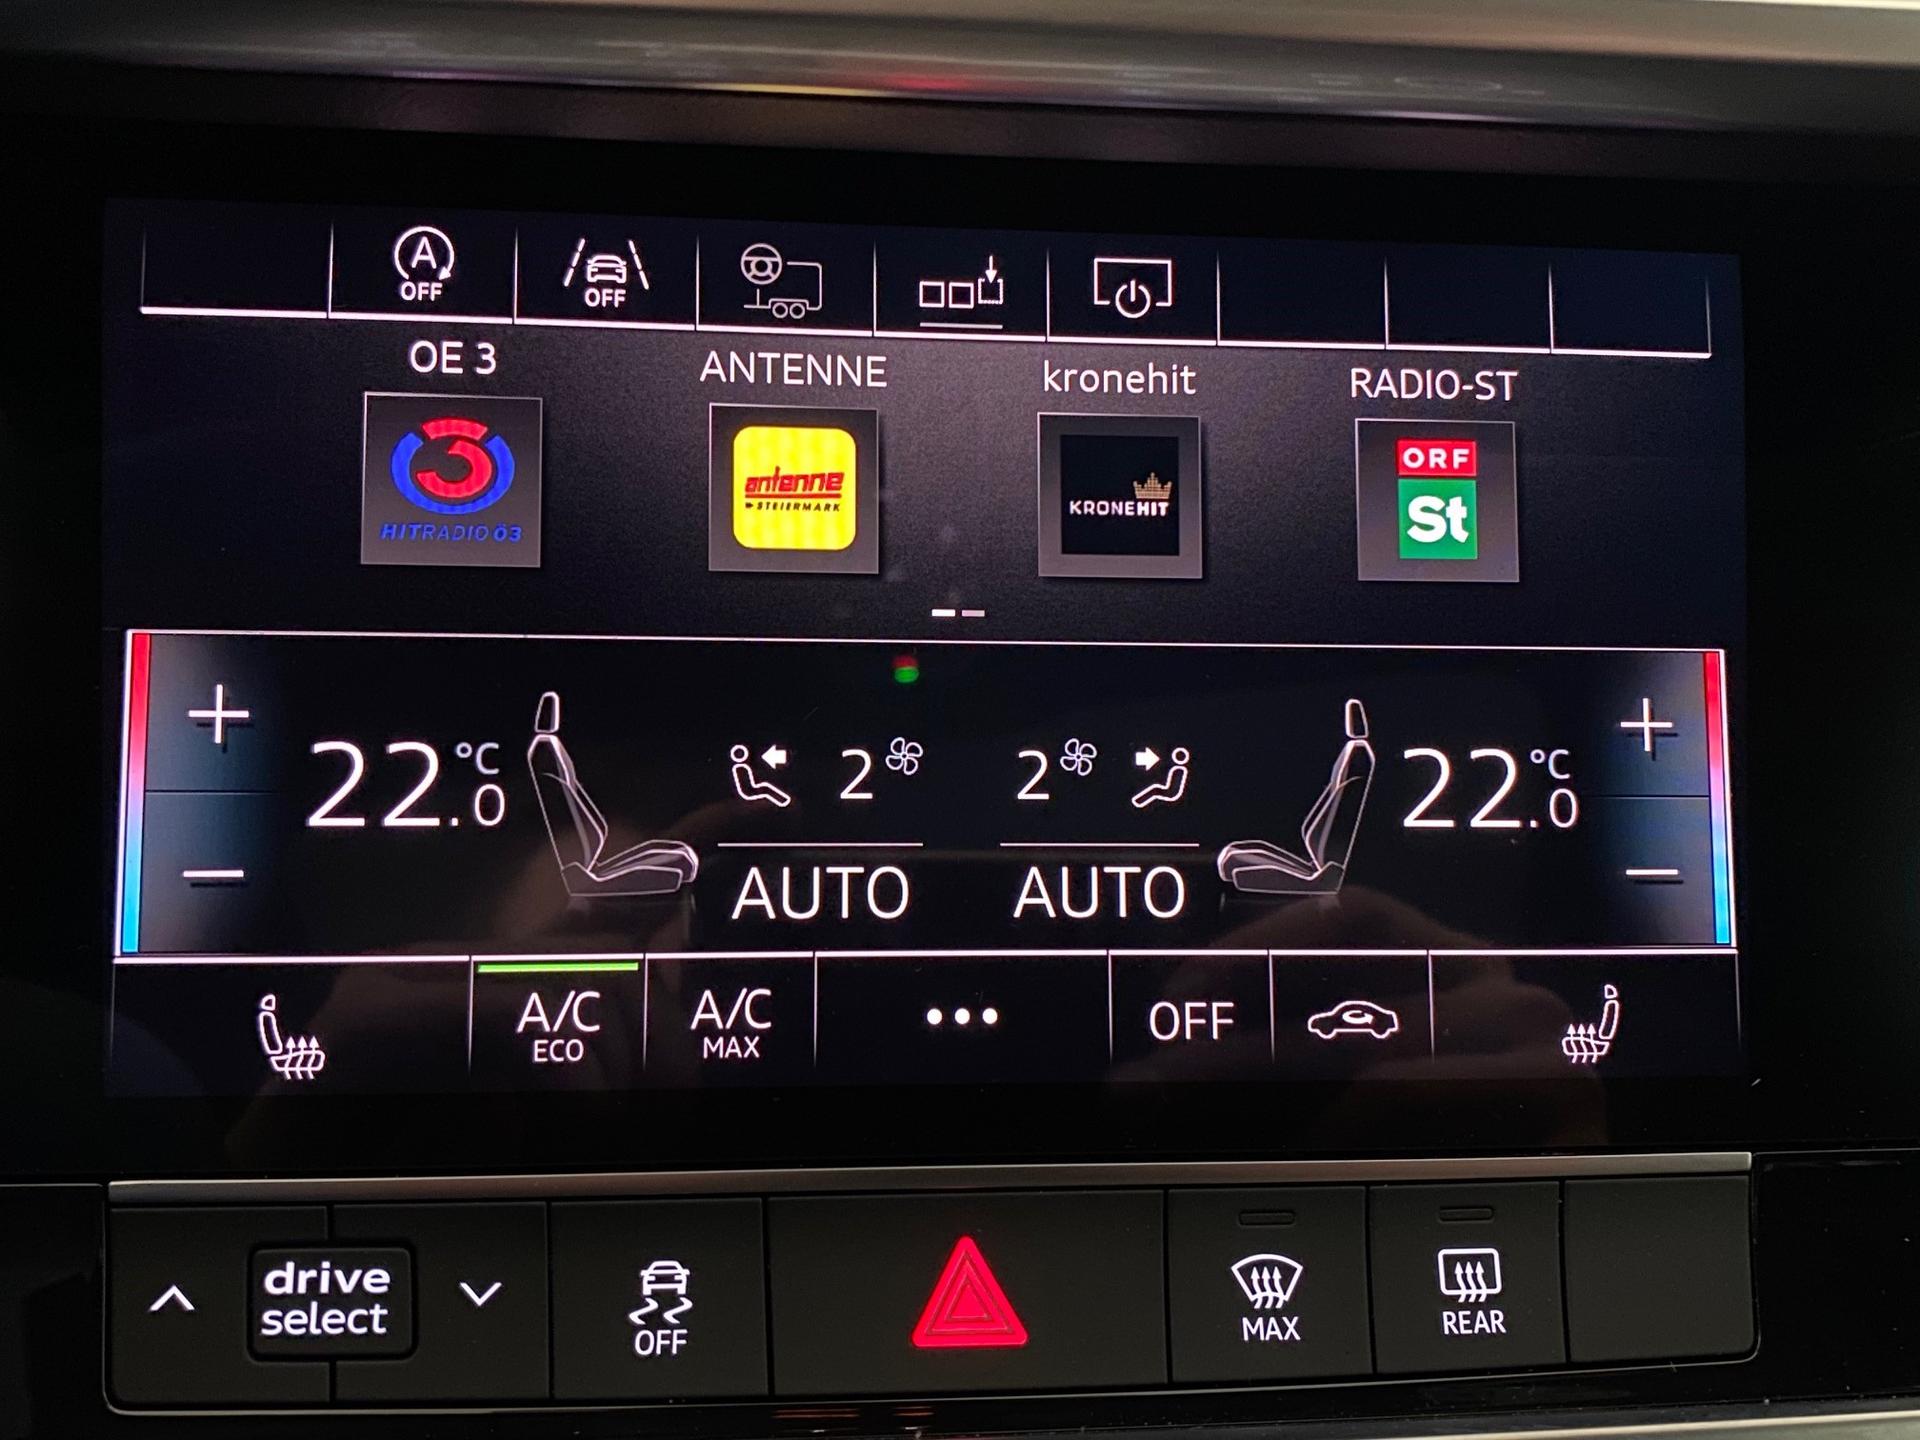 A
OFF
OFF
OE 3
ANTENNE
kronehit
RADIO-ST
3
HITRADIO Ö3
antenne
STEIERMARK
KRONEHIT
ORF
St
22.0 °C
2
2
22.0 °C
AUTO
AUTO
A/C
ECO
A/C
MAX
OFF
drive
select
OFF
MAX
REAR